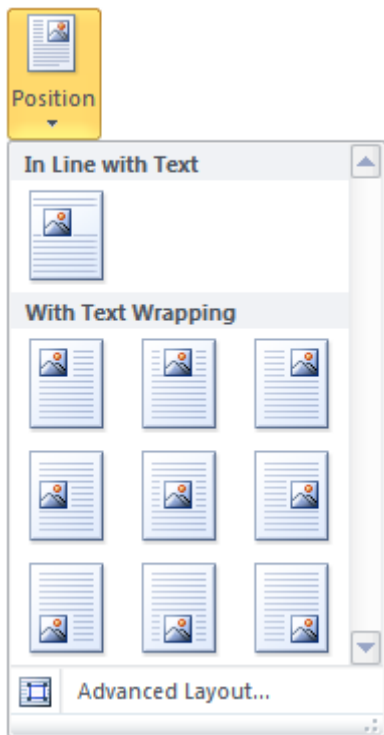 Position
In Line with Text
With Text Wrapping
Advanced Layout...